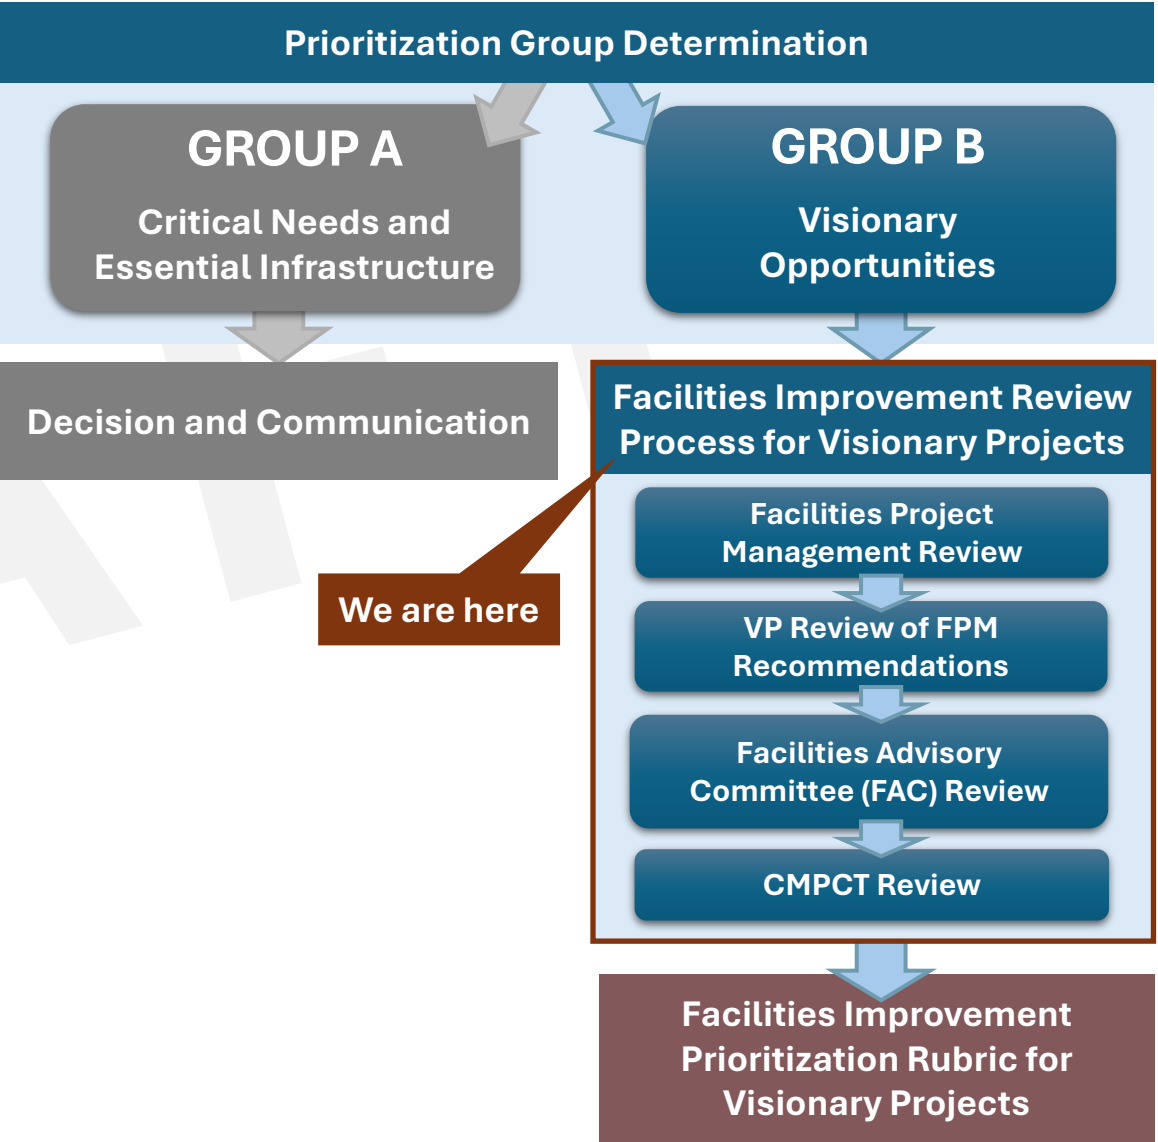 Prioritization Group Determination
GROUP A
Critical Needs and
Essential Infrastructure
GROUP B
Visionary
Opportunities
Decision and Communication
Facilities Improvement Review
Process for Visionary Projects
Facilities Project
Management Review
We are here
VP Review of FPM
Recommendations
Facilities Advisory
Committee (FAC) Review
CMPCT Review
Facilities Improvement
Prioritization Rubric for
Visionary Projects